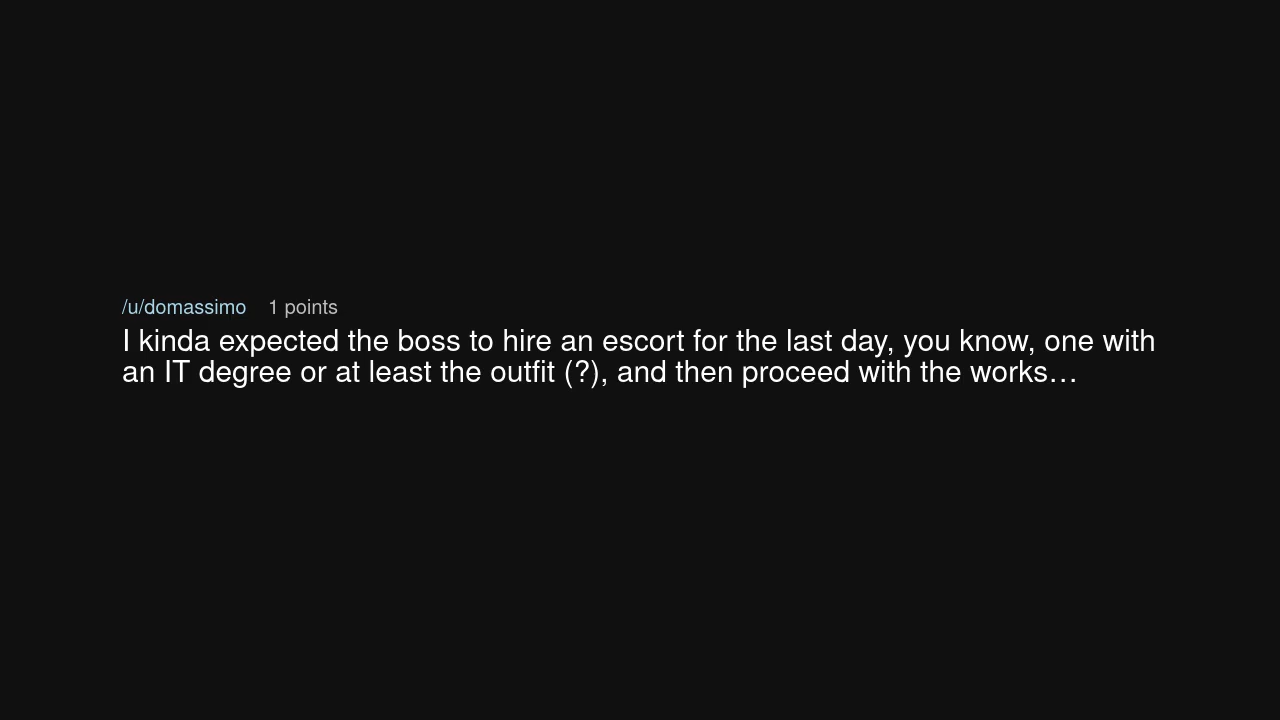 /u/domassimo 1 points
I kinda expected the boss to hire an escort for the last day, you know, one with
an IT degree or at least the outfit (?), and then proceed with the works…